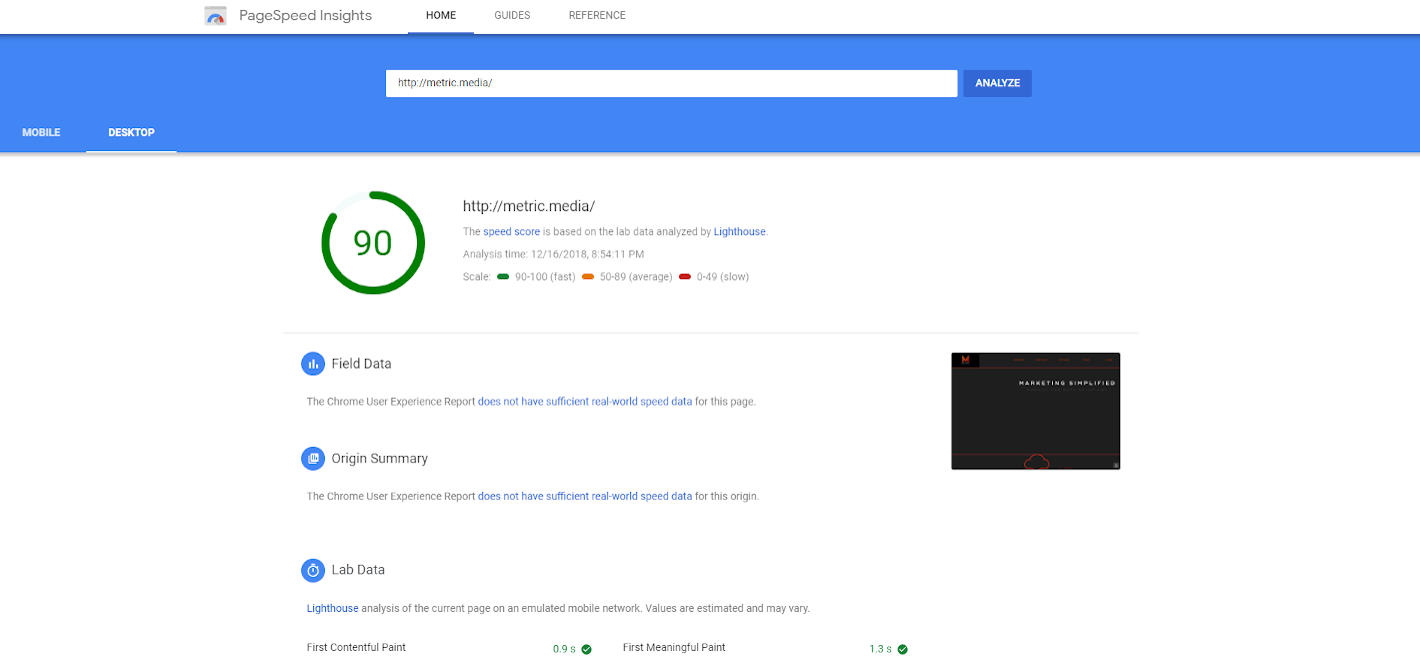 PageSpeed Insights HOME GUIDES REFERENCE
http://metric.media/ ANALYZE
MOBILE DESKTOP
90
http://metric.media/
The speed score is based on the lab data analyzed by Lighthouse.
Analysis time: 12/16/2018, 8:54:11 PM
Scale: 90-100 (fast) 50-89 (average) 0-49 (slow)
Field Data
The Chrome User Experience Report does not have sufficient real-world speed data for this page.
MARKETING SIMPLIFIED
Origin Summary
The Chrome User Experience Report does not have sufficient real-world speed data for this origin.
Lab Data
Lighthouse analysis of the current page on an emulated mobile network. Values are estimated and may vary.
First Contentful Paint 0.9 s First Meaningful Paint 1.3 s